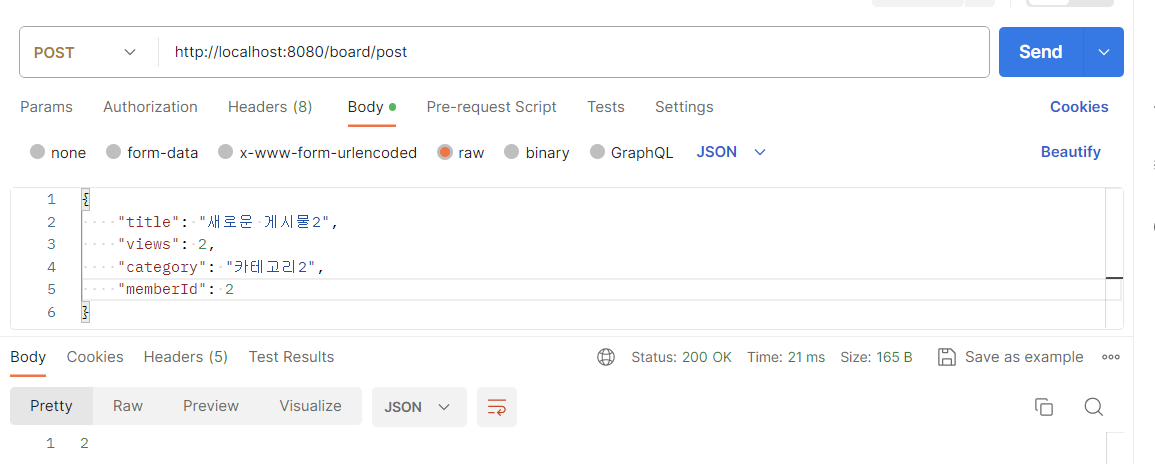 POST http://localhost:8080/board/post Send
Params Authorization Headers (8) Body Pre-request Script Tests Settings Cookies
none form-data x-www-form-urlencoded raw binary GraphQL JSON Beautify
1 {
2 "title": "새로운 게시물2",
3 "views": 2,
4 "category": "카테고리2",
5 "memberId": 2
6 }
Body Cookies Headers (5) Test Results Status: 200 OK Time: 21 ms Size: 165 B Save as example
Pretty Raw Preview Visualize JSON
1 2